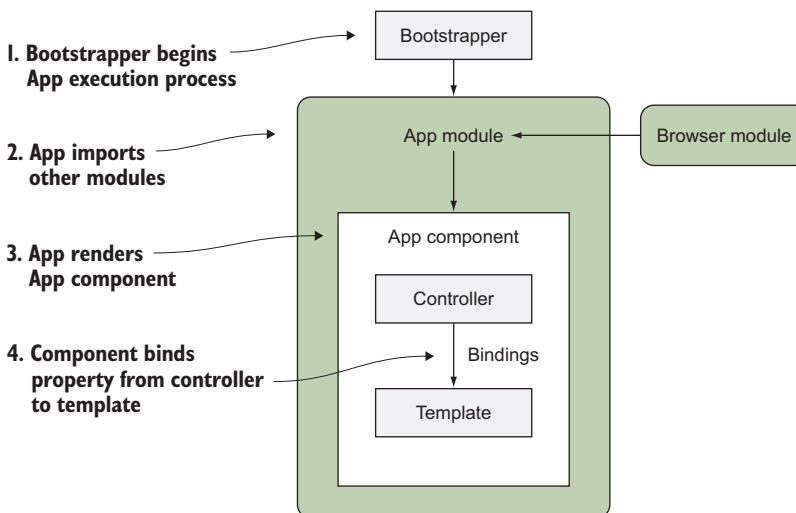 Bootstrapper
1. Bootstrapper begins
App execution process
App module
Browser module
2. App imports
other modules
App component
3. App renders
App component
Controller
4. Component binds
property from controller
to template
Bindings
Template